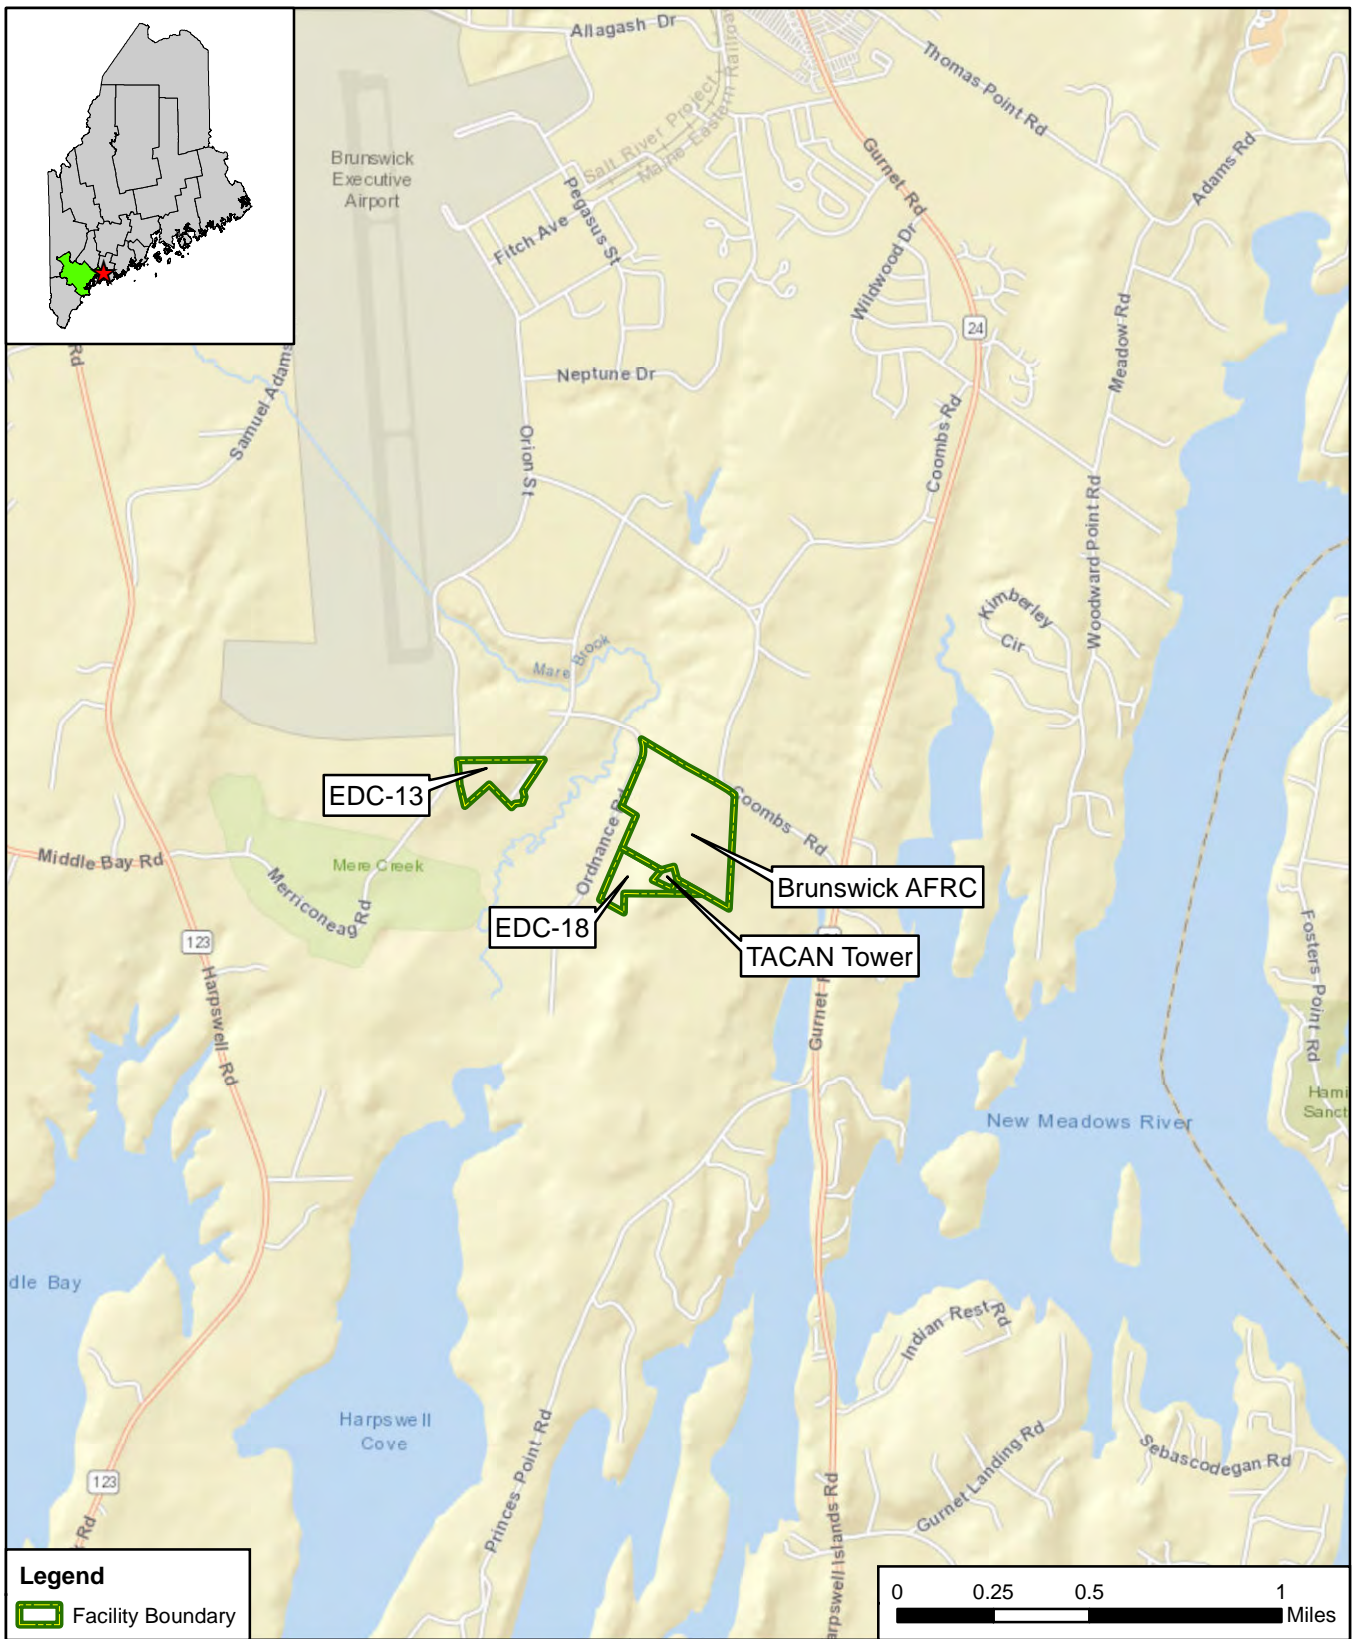 Allagash Dr
Thomas Point Rd
Salt River Project
Maine Eastern Railroad
Brunswick
Executive
Airport
Gurnet Rd
Adams Rd
Pegasus St
Fitch Ave
Wildwood Dr
24
Meadow Rd
Rd
Samuel Adams
Neptune Dr
Coombs Rd
Orion St
Woodward Point Rd
Kimberley
Cir
Mare Brook
EDC-13
Ordnance Rd
Coombs Rd
Middle Bay Rd
Mere Creek
Merriconeag Rd
Brunswick AFRC
EDC-18
TACAN Tower
123
Harpswell Rd
Gurnet R
Fosters Point Rd
Hami
Sanct
New Meadows River
dle Bay
Indian Rest Rd
Harpswell
Cove
Princes Point Rd
Gurnet Landing Rd
Sebascodegan Rd
123
Rd
arpswell Islands Rd
Legend
Facility Boundary
0 0.25 0.5 1
Miles